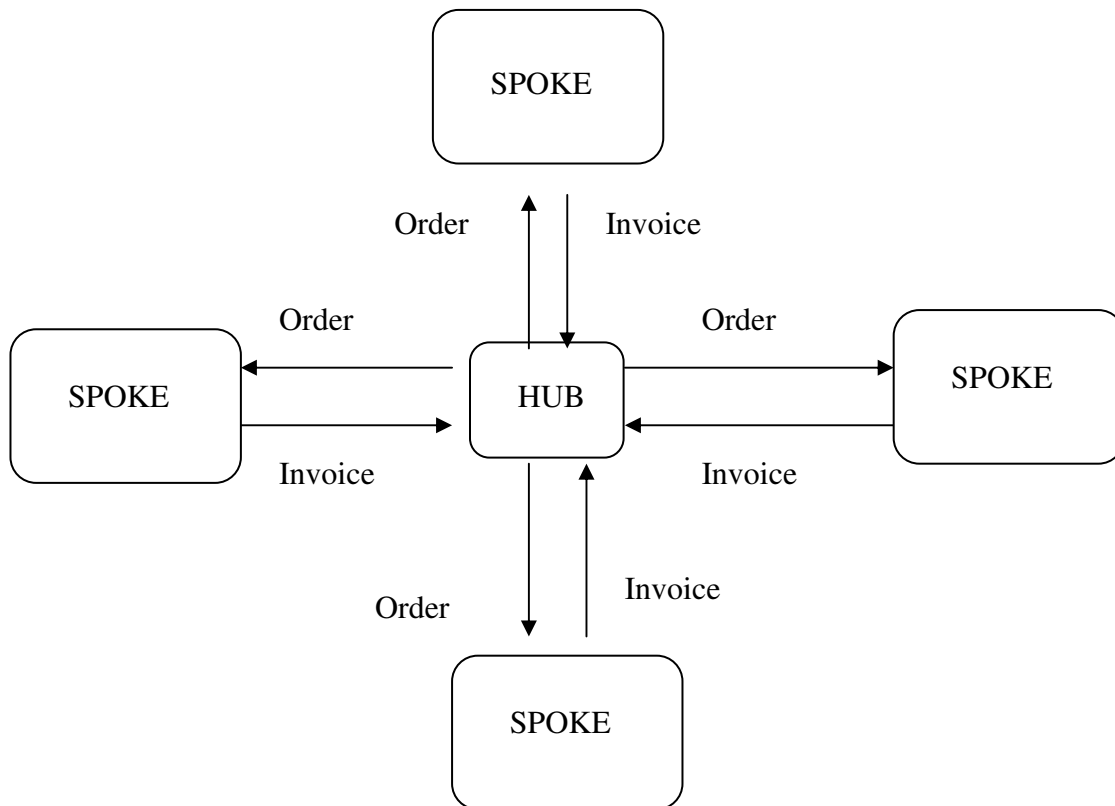 SPOKE
Order
Invoice
Order
Order
SPOKE
HUB
SPOKE
Invoice
Invoice
Order
Invoice
SPOKE